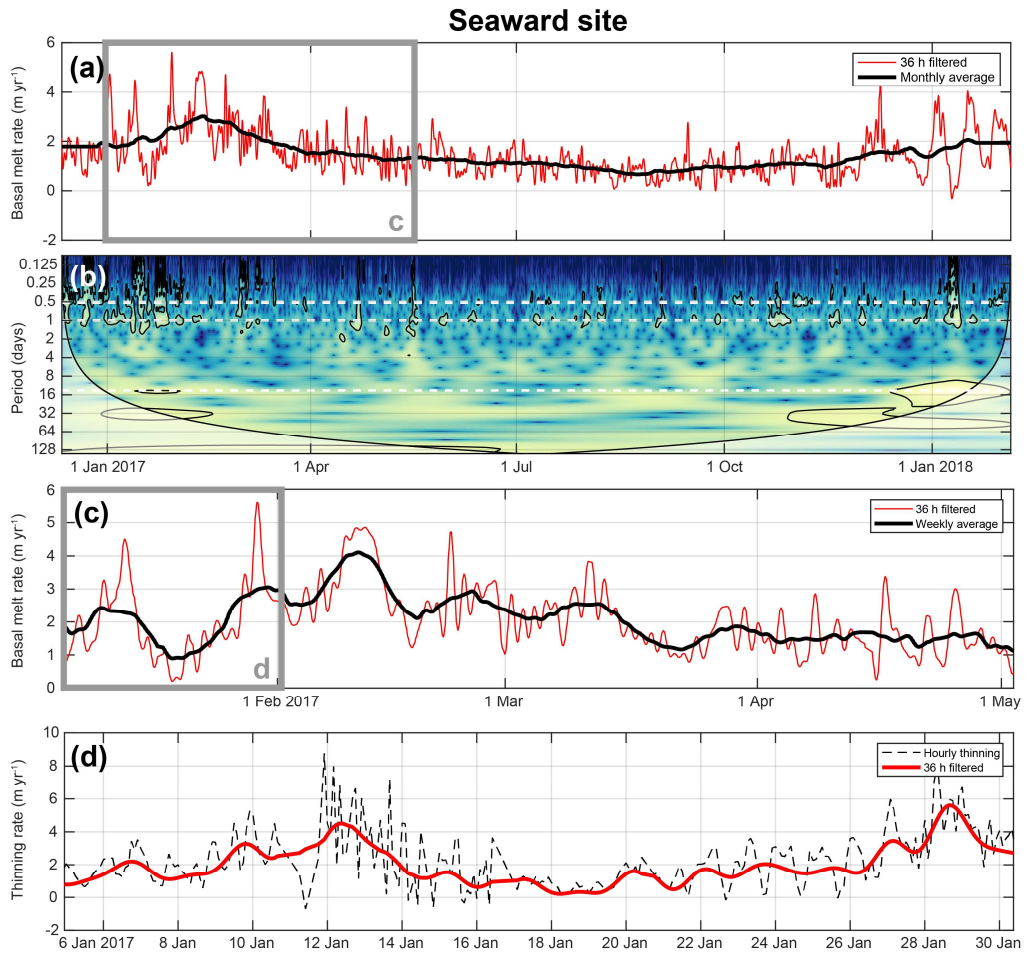 Seaward site
(a)
Basal melt rate (m yr⁻¹)
6
4
2
0
-2
36 h filtered
Monthly average
c
(b)
Period (days)
0.125
0.25
0.5
1
2
4
8
16
32
64
128
1 Jan 2017
1 Apr
1 Jul
1 Oct
1 Jan 2018
(c)
Basal melt rate (m yr⁻¹)
6
5
4
3
2
1
0
36 h filtered
Weekly average
d
1 Feb 2017
1 Mar
1 Apr
1 May
(d)
Thinning rate (m yr⁻¹)
10
8
6
4
2
0
-2
Hourly thinning
36 h filtered
6 Jan 2017
8 Jan
10 Jan
12 Jan
14 Jan
16 Jan
18 Jan
20 Jan
22 Jan
24 Jan
26 Jan
28 Jan
30 Jan